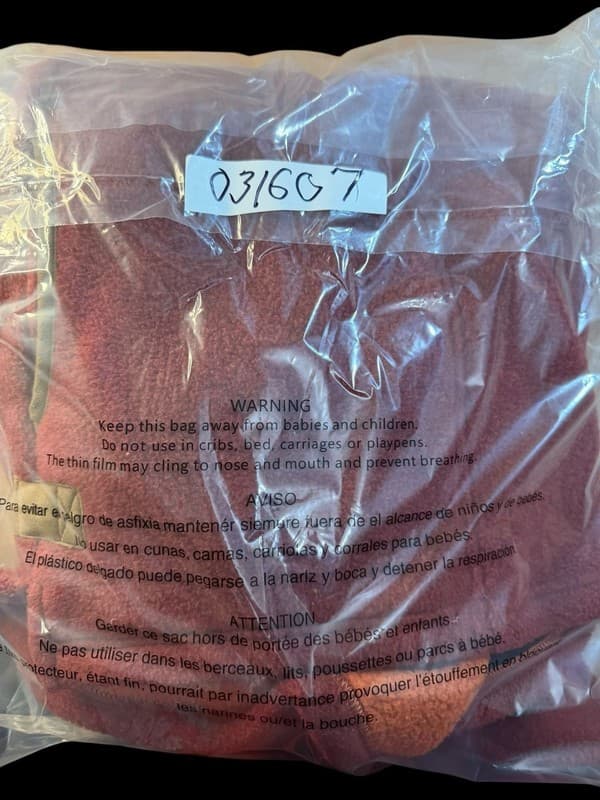 031607
WARNING
Keep this bag away from babies and children.
Do not use in cribs, bed, carriages or playpens.
The thin film may cling to nose and mouth and prevent breathing.
AVISO
Para evitar el peligro de asfixia mantener siempre fuera de el alcance de niños y de bebés.
No usar en cunas, camas, carriolas y corrales para bebés.
El plástico delgado puede pegarse a la nariz y boca y detener la respiración
ATTENTION
Garder ce sac hors de portée des bébés et enfants.
Ne pas utiliser dans les berceaux, lits, poussettes ou parcs à bébé.
protecteur, étant fin, pourrait par inadvertance provoquer l'étouffement en
les narines ou/et la bouche.